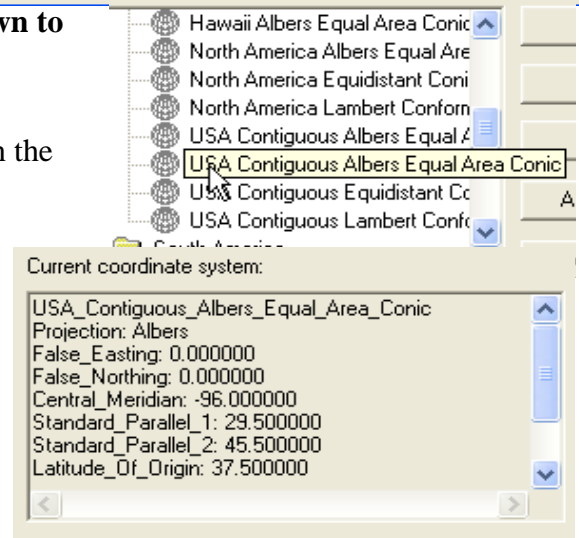 wn to
Hawaii Albers Equal Area Conic
North America Albers Equal Are
North America Equidistant Coni
North America Lambert Conforn
n the
USA Contiguous Albers Equal A
USA Contiguous Albers Equal Area Conic
USA Contiguous Equidistant Co
A
USA Contiguous Lambert Confo
South America
Current coordinate system:
USA_Contiguous_Albers_Equal_Area_Conic
Projection: Albers
False_Easting: 0.000000
False_Northing: 0.000000
Central_Meridian: -96.000000
Standard_Parallel_1: 29.500000
Standard_Parallel_2: 45.500000
Latitude_Of_Origin: 37.500000